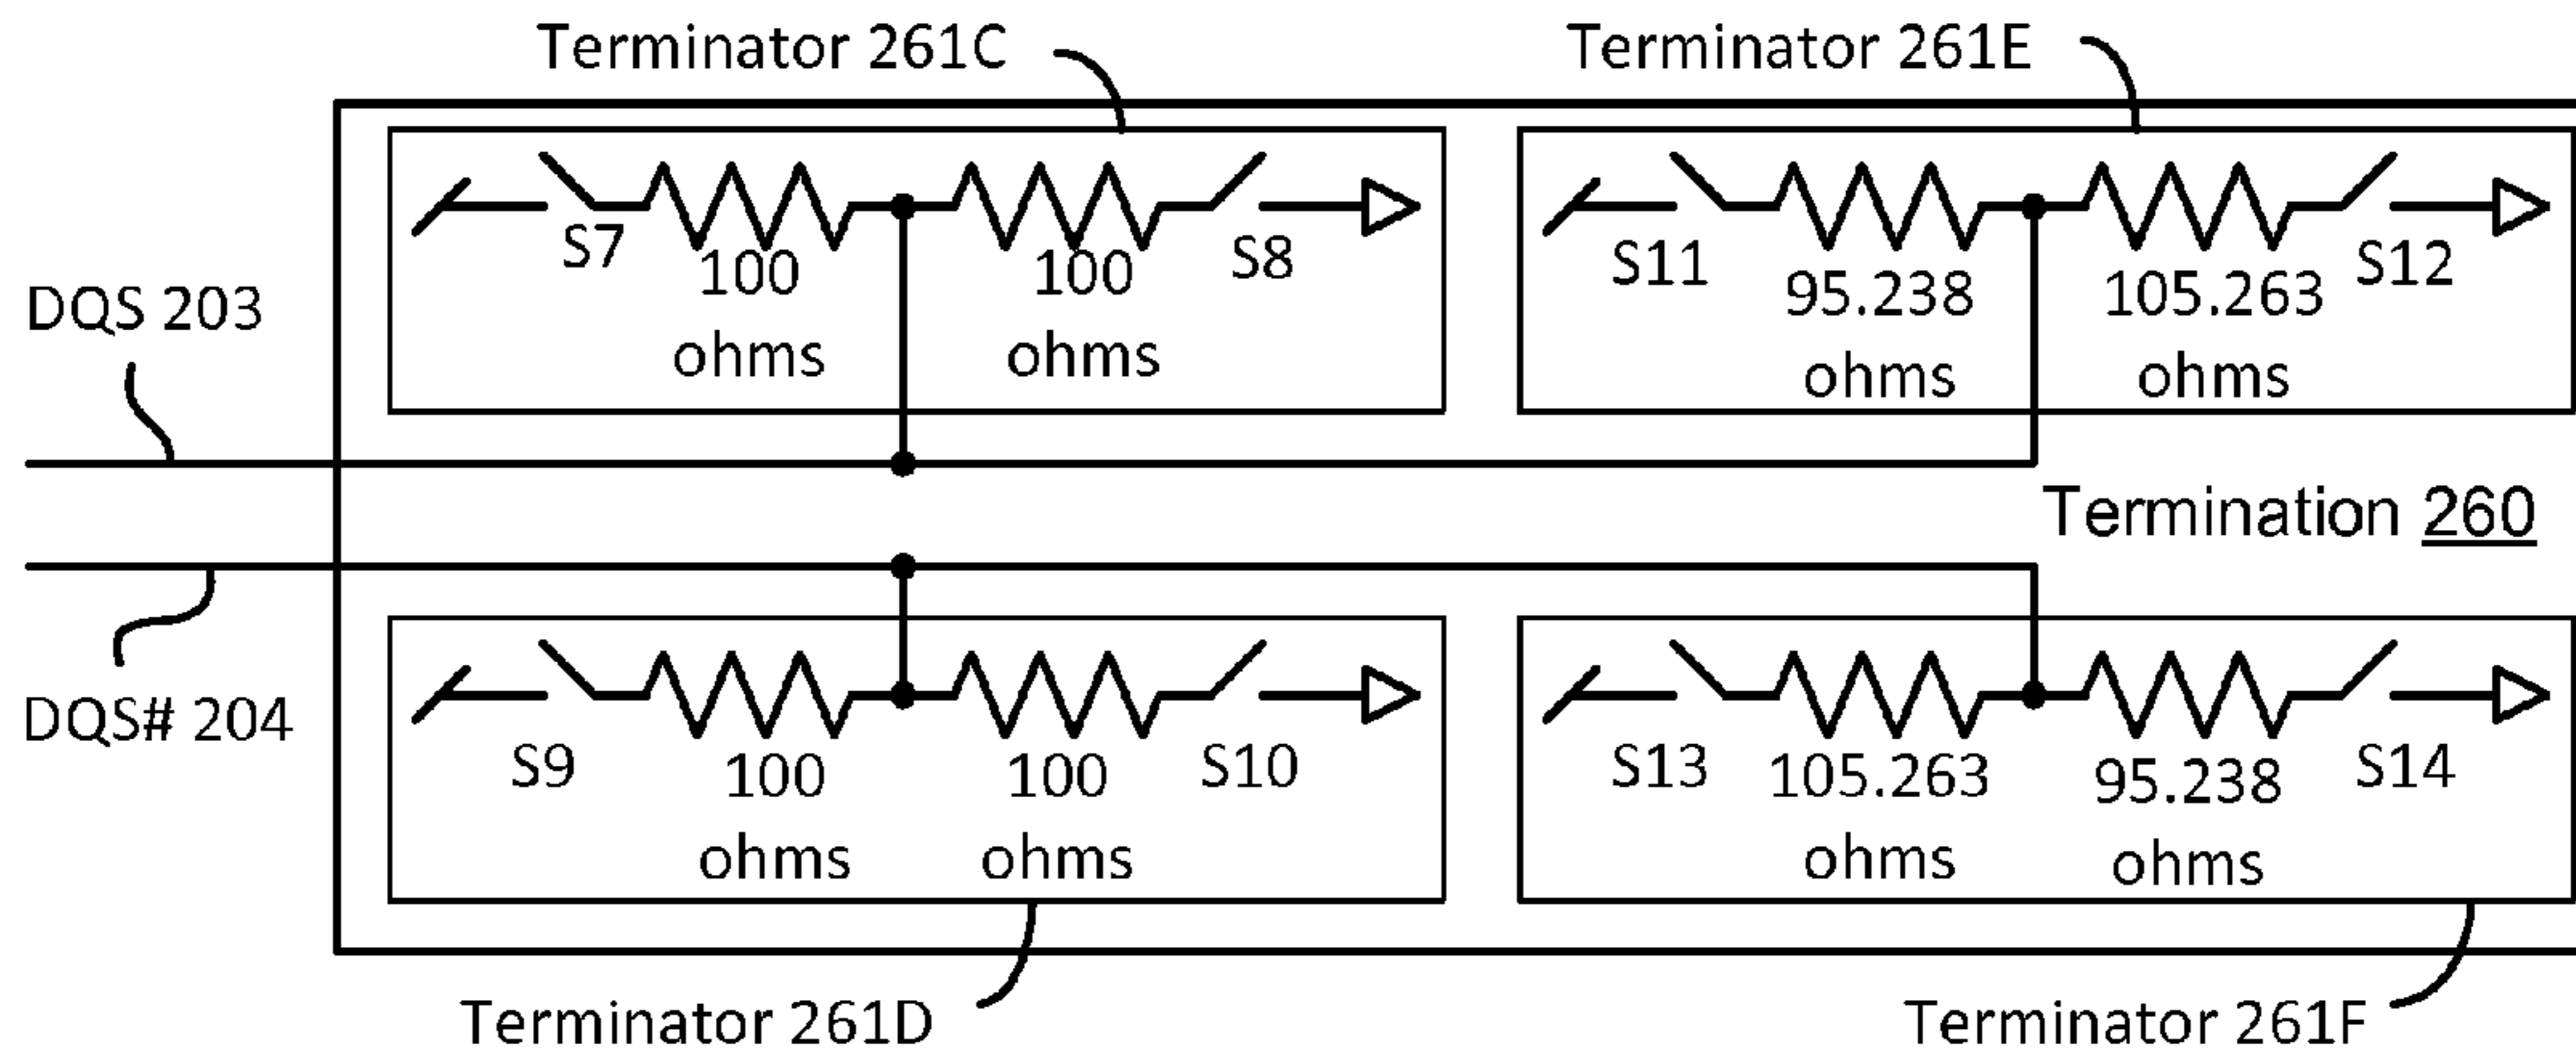 Terminator 261C
Terminator 261E
S7
100
ohms
100
ohms
S8
S11
95.238
ohms
105.263
ohms
S12
DQS 203
Termination 260
DQS# 204
S9
100
ohms
100
ohms
S10
S13
105.263
ohms
95.238
ohms
S14
Terminator 261D
Terminator 261F